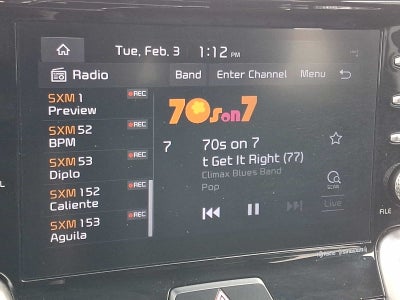 Tue, Feb. 3 1:12 PM
Radio Band Enter Channel Menu
SXM 1 REC
Preview
SXM 52 REC
BPM
SXM 53 REC
Diplo
SXM 152 REC
Caliente
SXM 153 REC
Aguila
70s on 7
7 70s on 7
t Get It Right (77)
Climax Blues Band
Pop
SCAN
Live
FILE